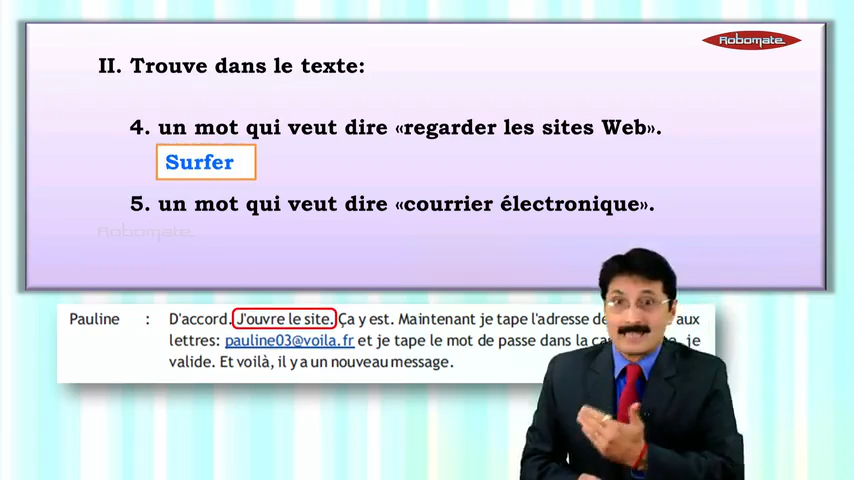 Robomate
II. Trouve dans le texte:
4. un mot qui veut dire «regarder les sites Web».
Surfer
5. un mot qui veut dire «courrier électronique».
Robomate
Pauline : D'accord. J'ouvre le site. Ça y est. Maintenant je tape l'adresse de aux
lettres: pauline03@voila.fr et je tape le mot de passe dans la je
valide. Et voilà, il y a un nouveau message.